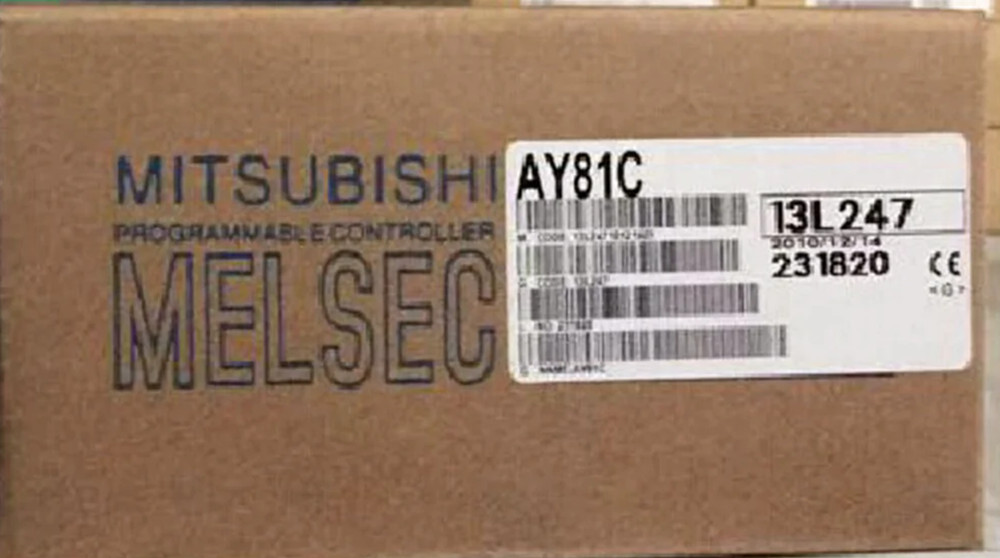 MITSUBISHI
PROGRAMMABLE CONTROLLER
MELSEC
AY81C
13L247
2010/12/14
231820
CE
<G>